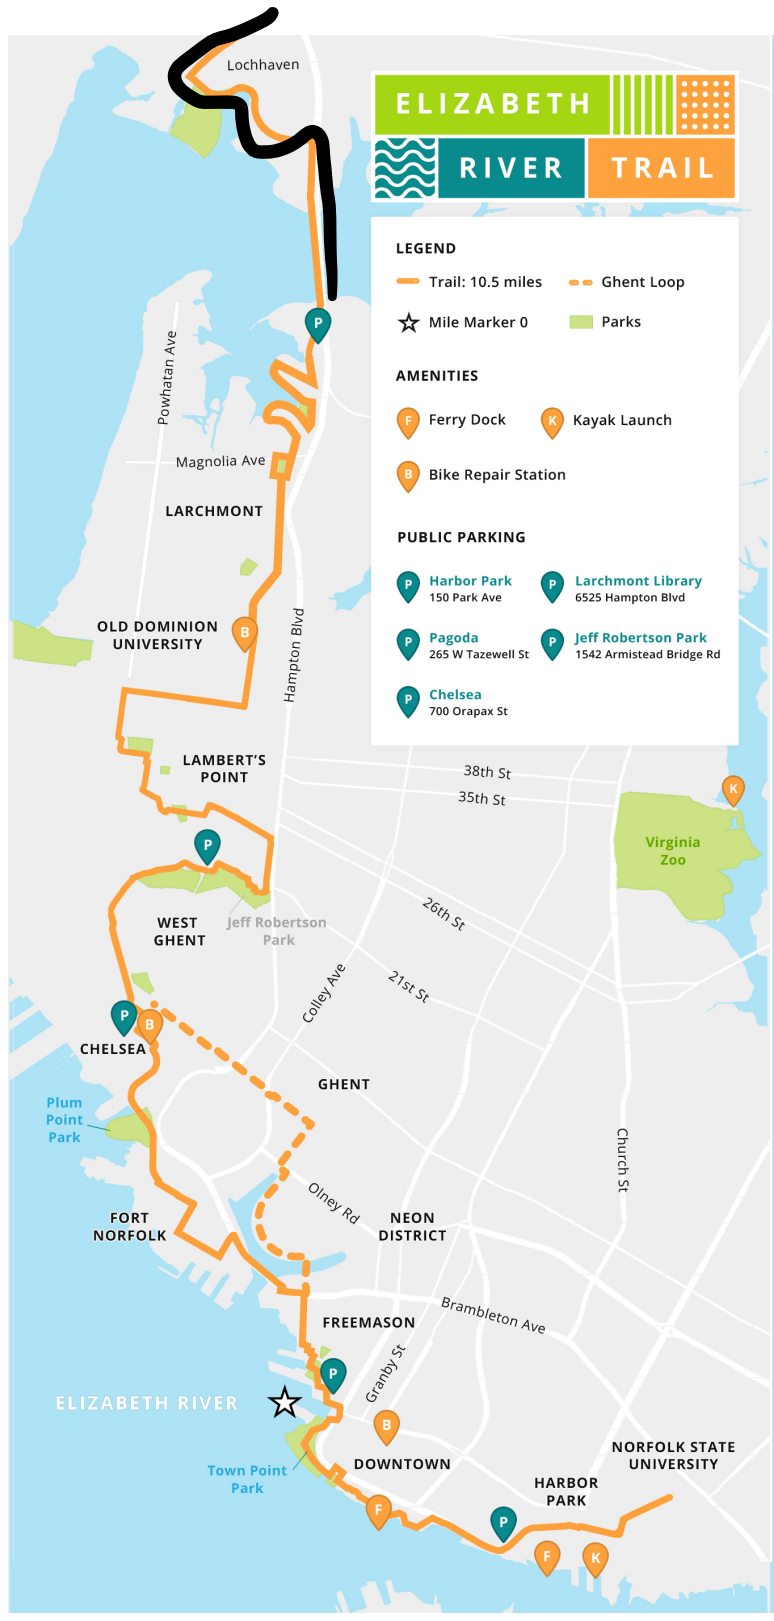 Lochhaven
ELIZABETH
RIVER TRAIL
LEGEND
Trail: 10.5 miles
Ghent Loop
Mile Marker 0
Parks
AMENITIES
F Ferry Dock
K Kayak Launch
B Bike Repair Station
PUBLIC PARKING
P Harbor Park
150 Park Ave
P Larchmont Library
6525 Hampton Blvd
P Pagoda
265 W Tazewell St
P Jeff Robertson Park
1542 Armistead Bridge Rd
P Chelsea
700 Orapax St
P
Powhatan Ave
Magnolia Ave
LARCHMONT
OLD DOMINION
UNIVERSITY
B
Hampton Blvd
LAMBERT'S
POINT
38th St
35th St
K
Virginia
Zoo
P
WEST
GHENT
Jeff Robertson
Park
26th St
21st St
Colley Ave
P
B
CHELSEA
GHENT
Plum
Point
Park
Church St
Olney Rd
FORT
NORFOLK
NEON
DISTRICT
Brambleton Ave
FREEMASON
Granby St
P
ELIZABETH RIVER
B
Town Point
Park
DOWNTOWN
NORFOLK STATE
UNIVERSITY
HARBOR
PARK
F
P
F
K